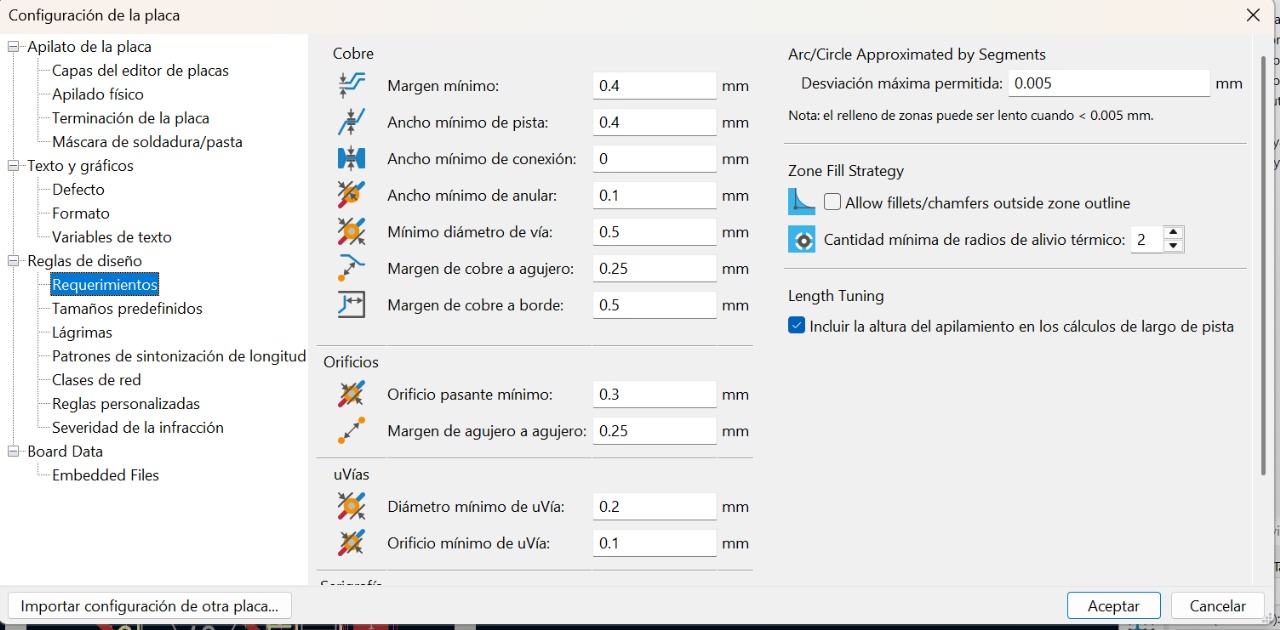 Configuración de la placa
Apilato de la placa
Capas del editor de placas
Apilado físico
Terminación de la placa
Máscara de soldadura/pasta
Texto y gráficos
Defecto
Formato
Variables de texto
Reglas de diseño
Requerimientos
Tamaños predefinidos
Lágrimas
Patrones de sintonización de longitud
Clases de red
Reglas personalizadas
Severidad de la infracción
Board Data
Embedded Files
Cobre
Margen mínimo: 0.4 mm
Ancho mínimo de pista: 0.4 mm
Ancho mínimo de conexión: 0 mm
Ancho mínimo de anular: 0.1 mm
Mínimo diámetro de vía: 0.5 mm
Margen de cobre a agujero: 0.25 mm
Margen de cobre a borde: 0.5 mm
Orificios
Orificio pasante mínimo: 0.3 mm
Margen de agujero a agujero: 0.25 mm
uVías
Diámetro mínimo de uVía: 0.2 mm
Orificio mínimo de uVía: 0.1 mm
Serigrafía
Arc/Circle Approximated by Segments
Desviación máxima permitida: 0.005 mm
Nota: el relleno de zonas puede ser lento cuando < 0.005 mm.
Zone Fill Strategy
Allow fillets/chamfers outside zone outline
Cantidad mínima de radios de alivio térmico: 2
Length Tuning
Incluir la altura del apilamiento en los cálculos de largo de pista
Importar configuración de otra placa...
Aceptar
Cancelar